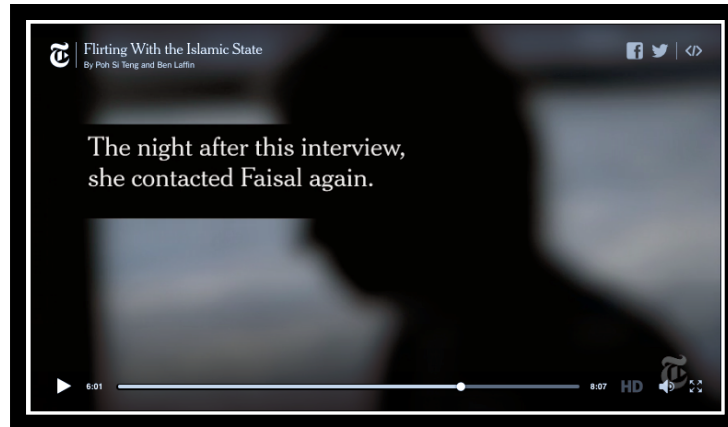 Flirting With the Islamic State
By Poh Si Teng and Ben Laffin
The night after this interview,
she contacted Faisal again.
6:01
8:07
HD